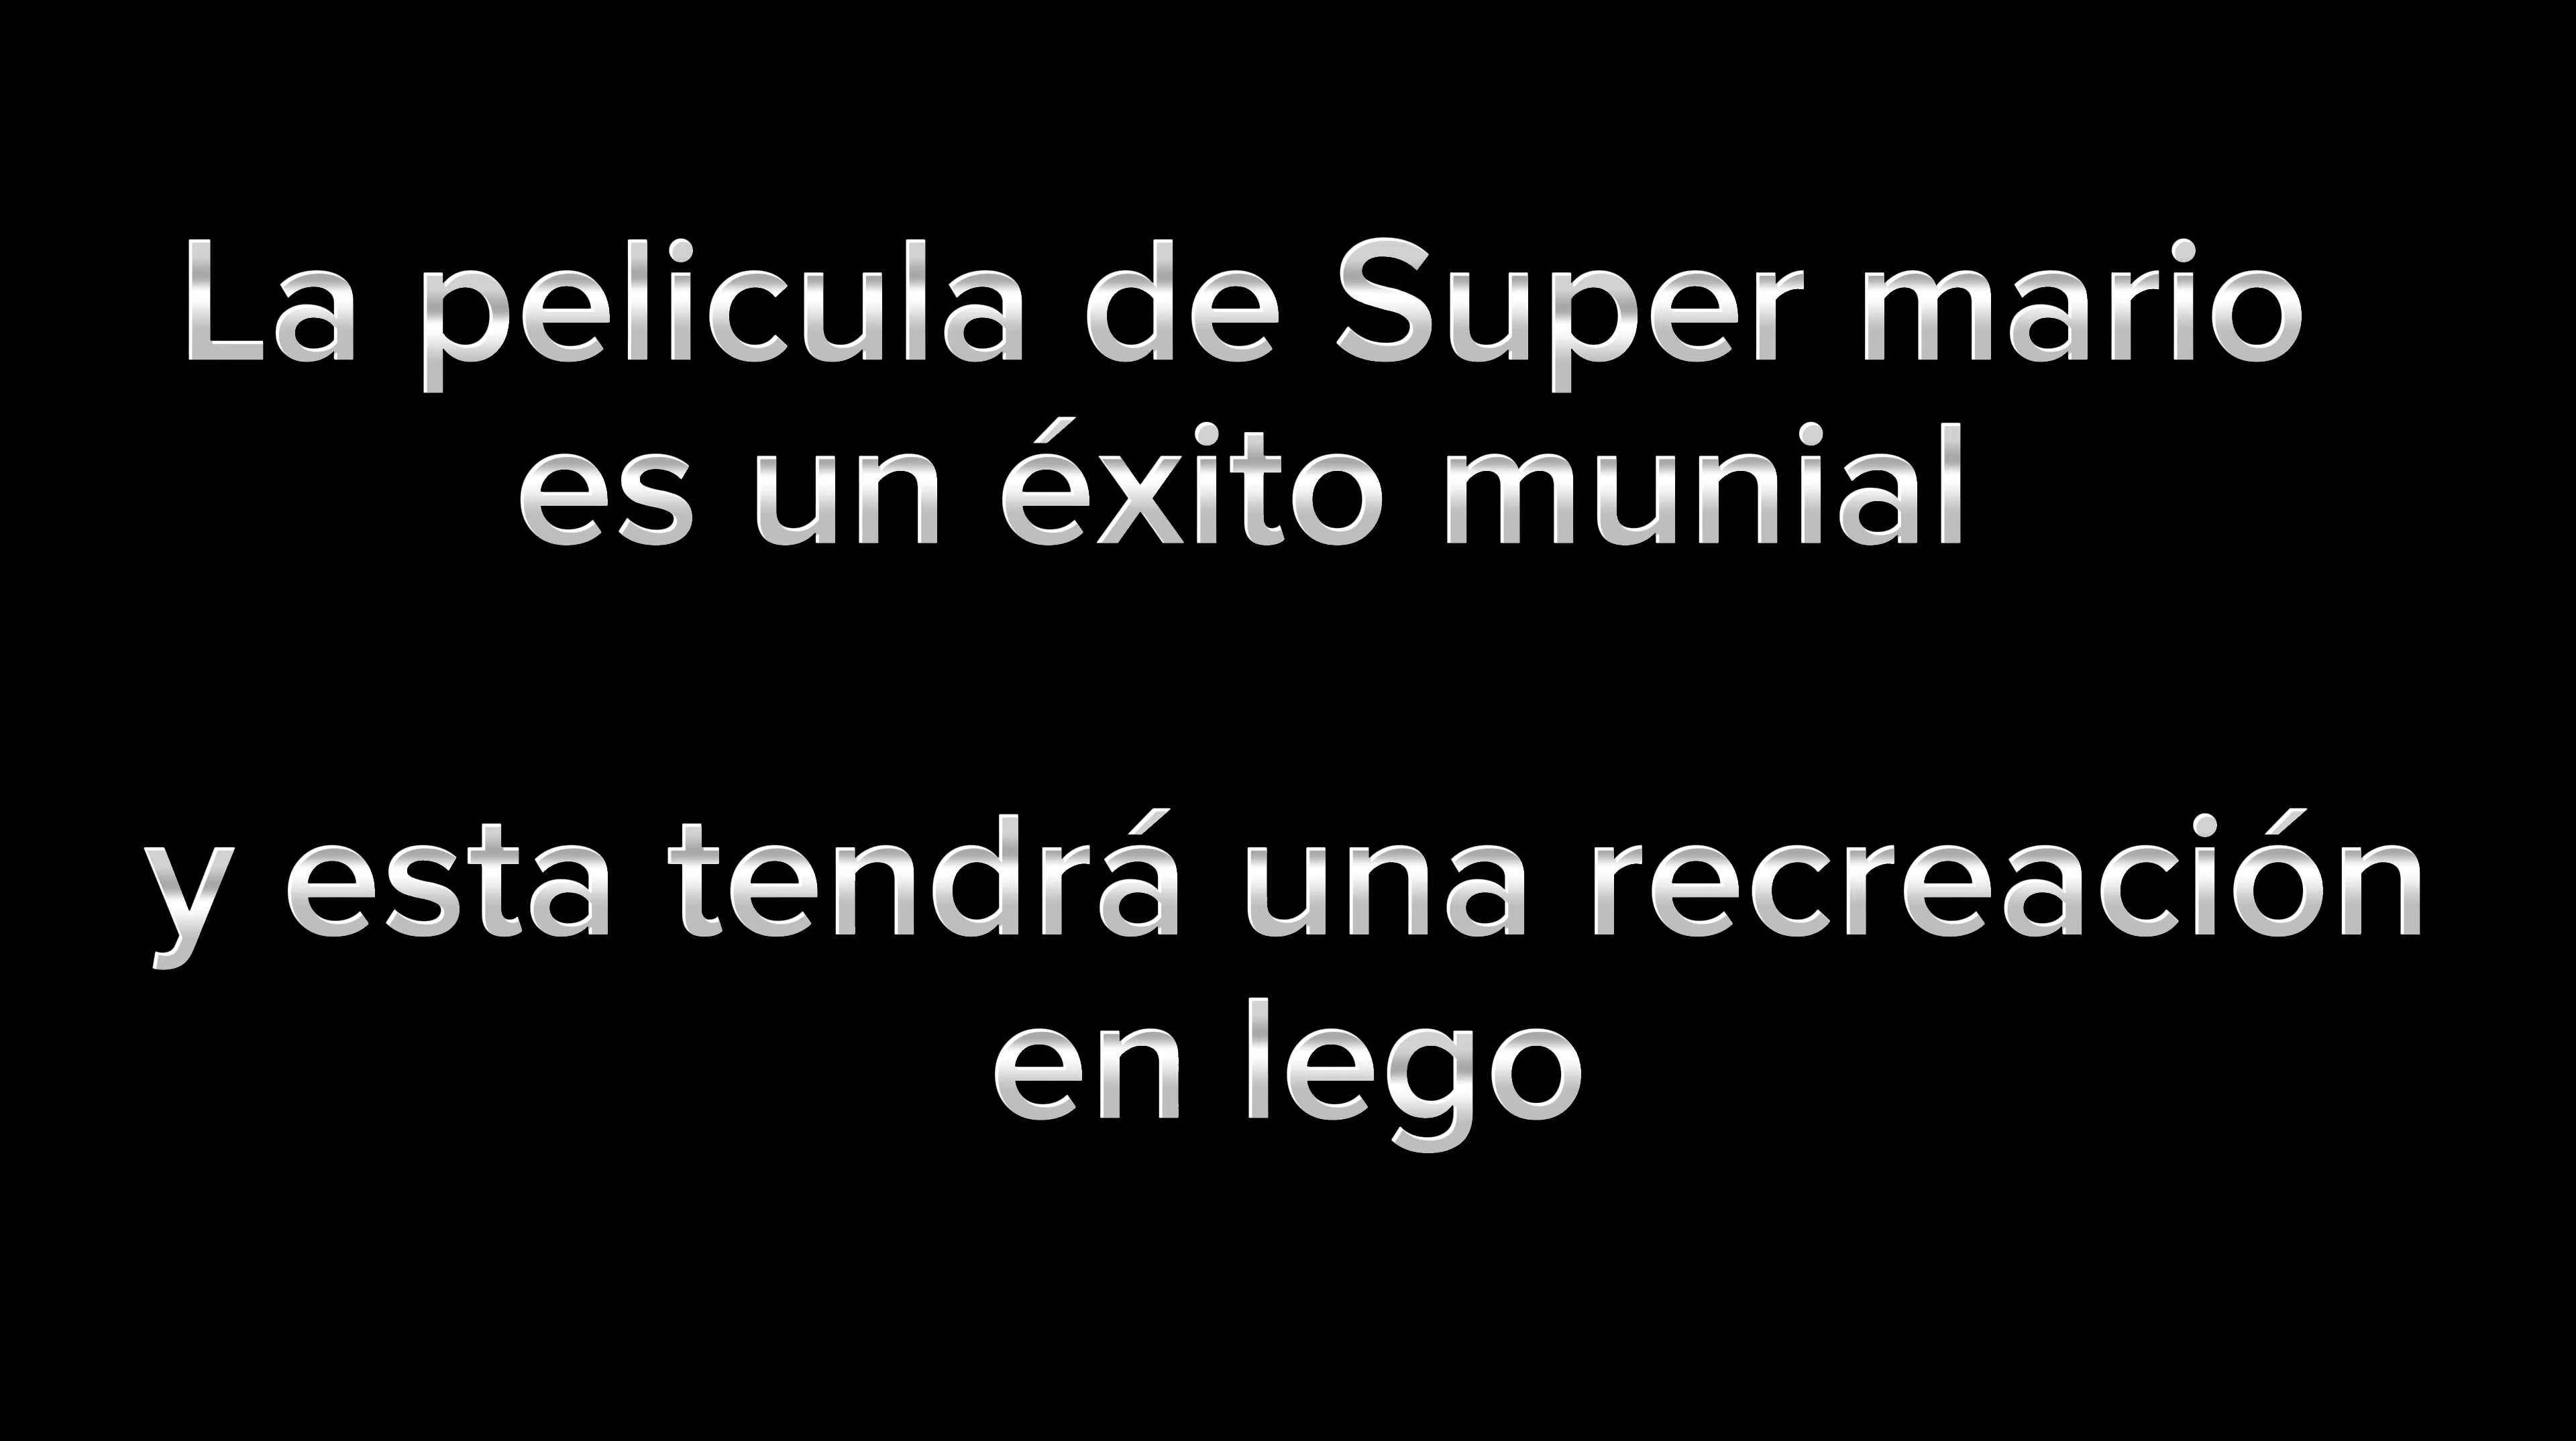 La pelicula de Super mario
es un éxito munial
y esta tendrá una recreación
en lego